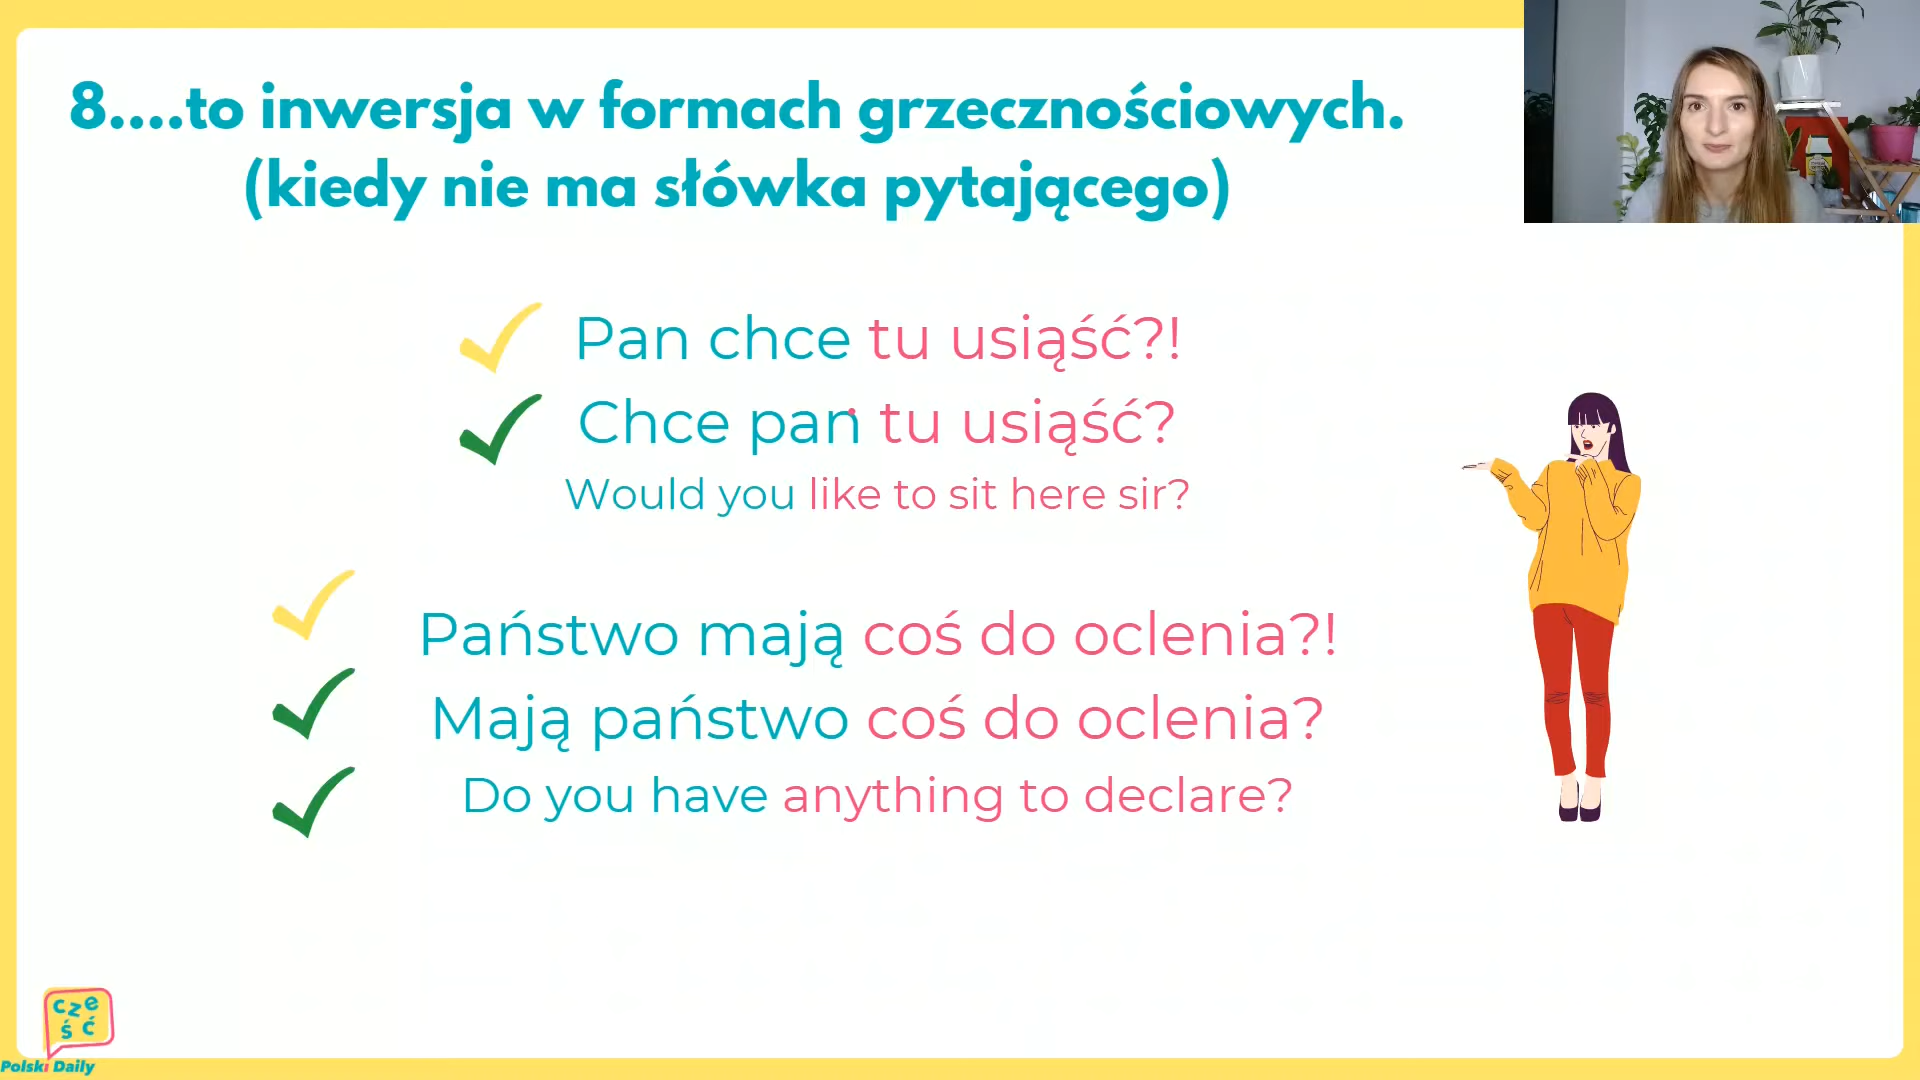 8....to inwersja w formach grzecznościowych.
(kiedy nie ma słówka pytającego)
Pan chce tu usiąść?!
Chce pan tu usiąść?
Would you like to sit here sir?
Państwo mają coś do oclenia?!
Mają państwo coś do oclenia?
Do you have anything to declare?
cze
ść
Polski Daily